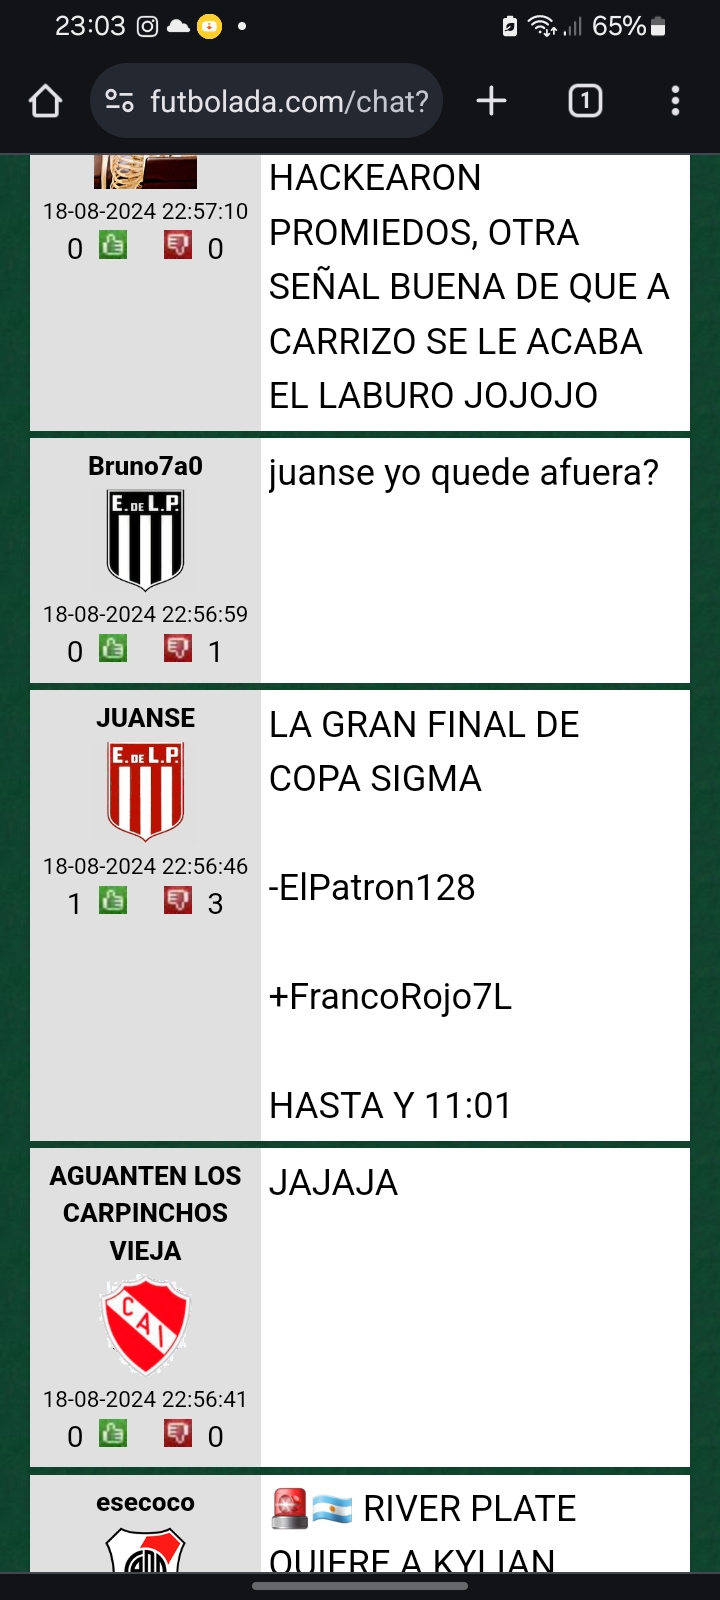 23:03
65%
futbolada.com/chat?
1
18-08-2024 22:57:10
0 0
HACKEARON
PROMIEDOS, OTRA
SEÑAL BUENA DE QUE A
CARRIZO SE LE ACABA
EL LABURO JOJOJO
Bruno7a0
E. DE L.P.
18-08-2024 22:56:59
0 1
juanse yo quede afuera?
JUANSE
E. DE L.P.
18-08-2024 22:56:46
1 3
LA GRAN FINAL DE
COPA SIGMA
-ElPatron128
+FrancoRojo7L
HASTA Y 11:01
AGUANTEN LOS
CARPINCHOS
VIEJA
CAI
18-08-2024 22:56:41
0 0
JAJAJA
esecoco
🚨🇦🇷 RIVER PLATE
QUIERE A KYLIAN